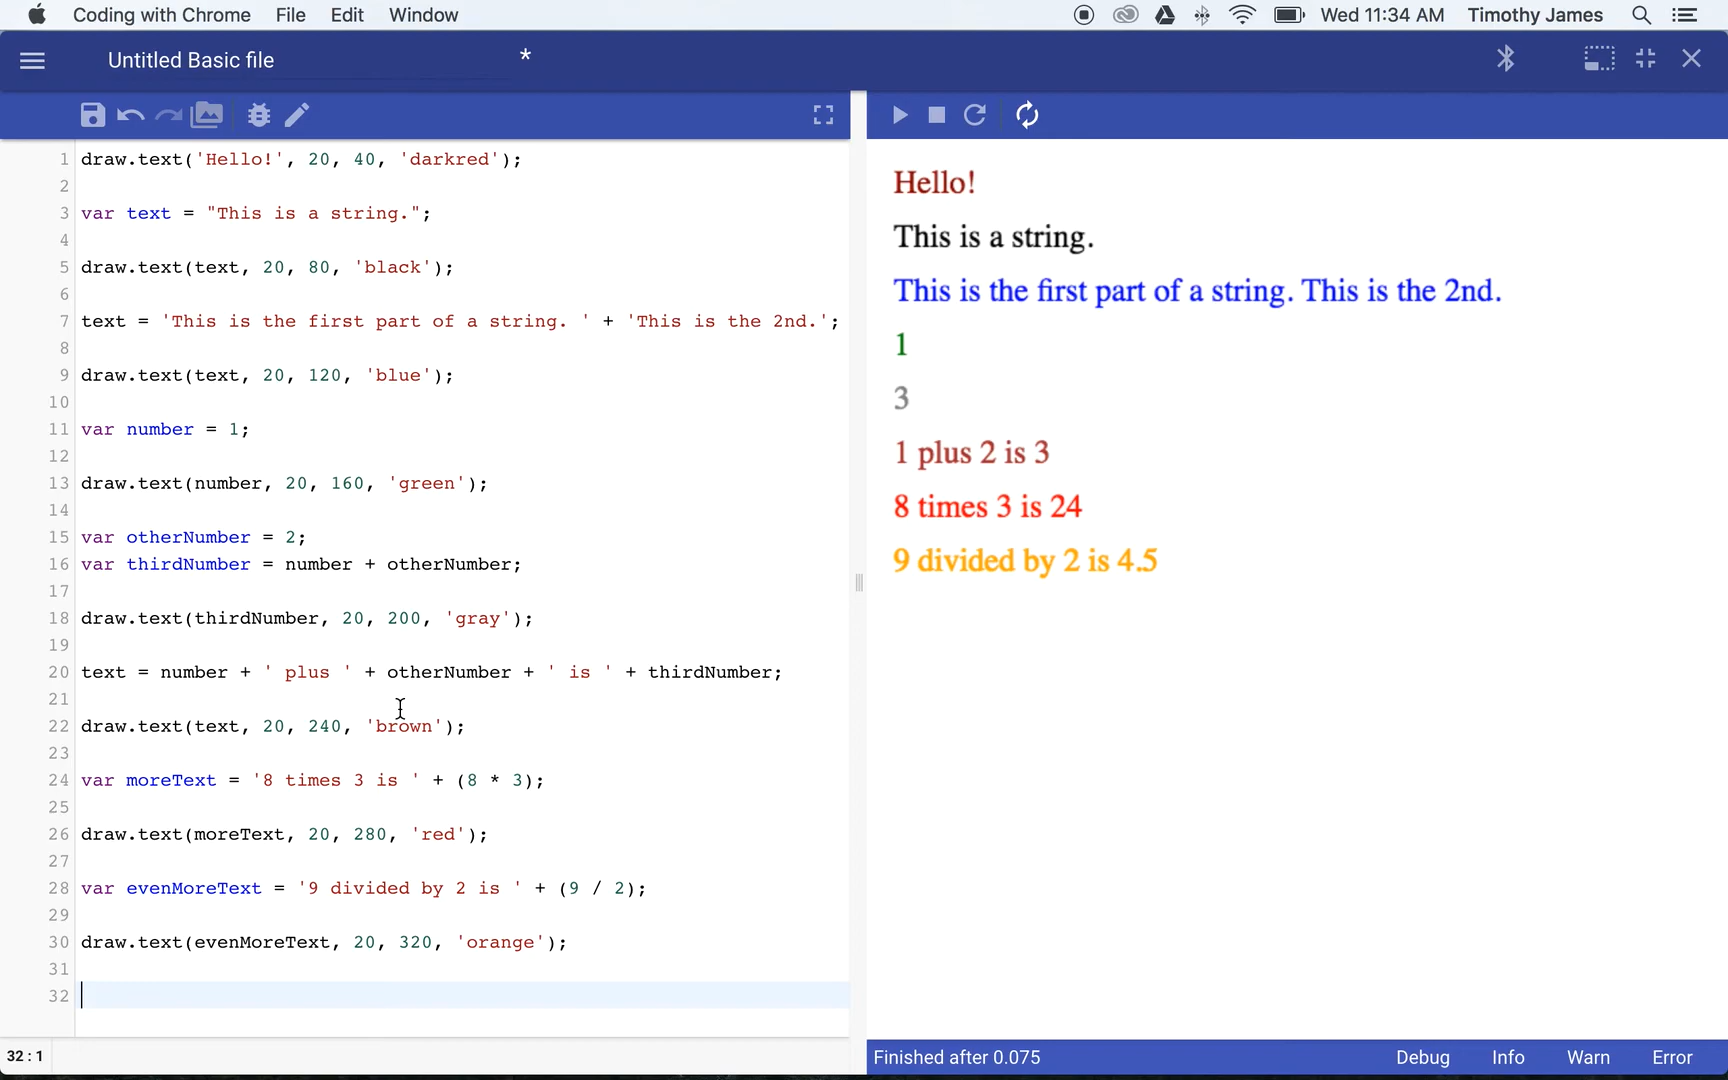 Coding with Chrome File Edit Window Wed 11:34 AM Timothy James
Untitled Basic file *
1 draw.text('Hello!', 20, 40, 'darkred');
2
3 var text = "This is a string.";
4
5 draw.text(text, 20, 80, 'black');
6
7 text = 'This is the first part of a string. ' + 'This is the 2nd.';
8
9 draw.text(text, 20, 120, 'blue');
10
11 var number = 1;
12
13 draw.text(number, 20, 160, 'green');
14
15 var otherNumber = 2;
16 var thirdNumber = number + otherNumber;
17
18 draw.text(thirdNumber, 20, 200, 'gray');
19
20 text = number + ' plus ' + otherNumber + ' is ' + thirdNumber;
21
22 draw.text(text, 20, 240, 'brown');
23
24 var moreText = '8 times 3 is ' + (8 * 3);
25
26 draw.text(moreText, 20, 280, 'red');
27
28 var evenMoreText = '9 divided by 2 is ' + (9 / 2);
29
30 draw.text(evenMoreText, 20, 320, 'orange');
31
32
32:1
Hello!
This is a string.
This is the first part of a string. This is the 2nd.
1
3
1 plus 2 is 3
8 times 3 is 24
9 divided by 2 is 4.5
Finished after 0.075 Debug Info Warn Error